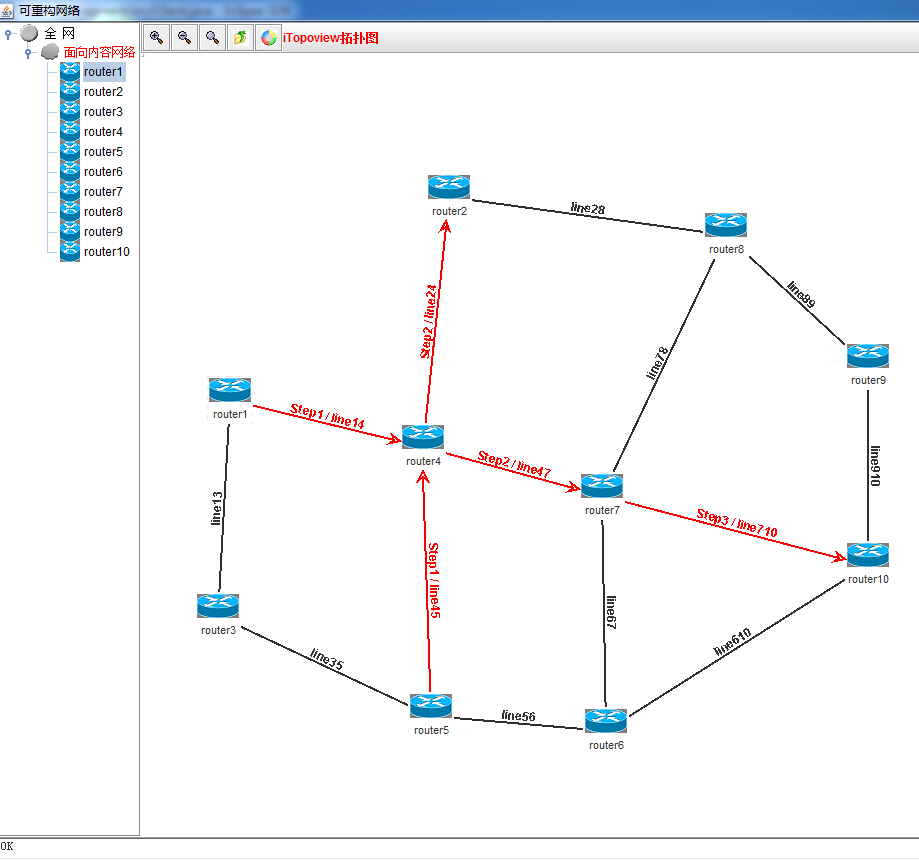 可重构网络
全 网
面向内容网络
router1
router2
router3
router4
router5
router6
router7
router8
router9
router10
iTopoview拓扑图
router2
line28
router8
line89
Step2 / line24
line78
router9
router1
Step1 / line14
router4
Step2 / line47
router7
line910
line13
Step3 / line710
router10
Step1 / line45
line67
router3
line35
line610
router5
line56
router6
OK